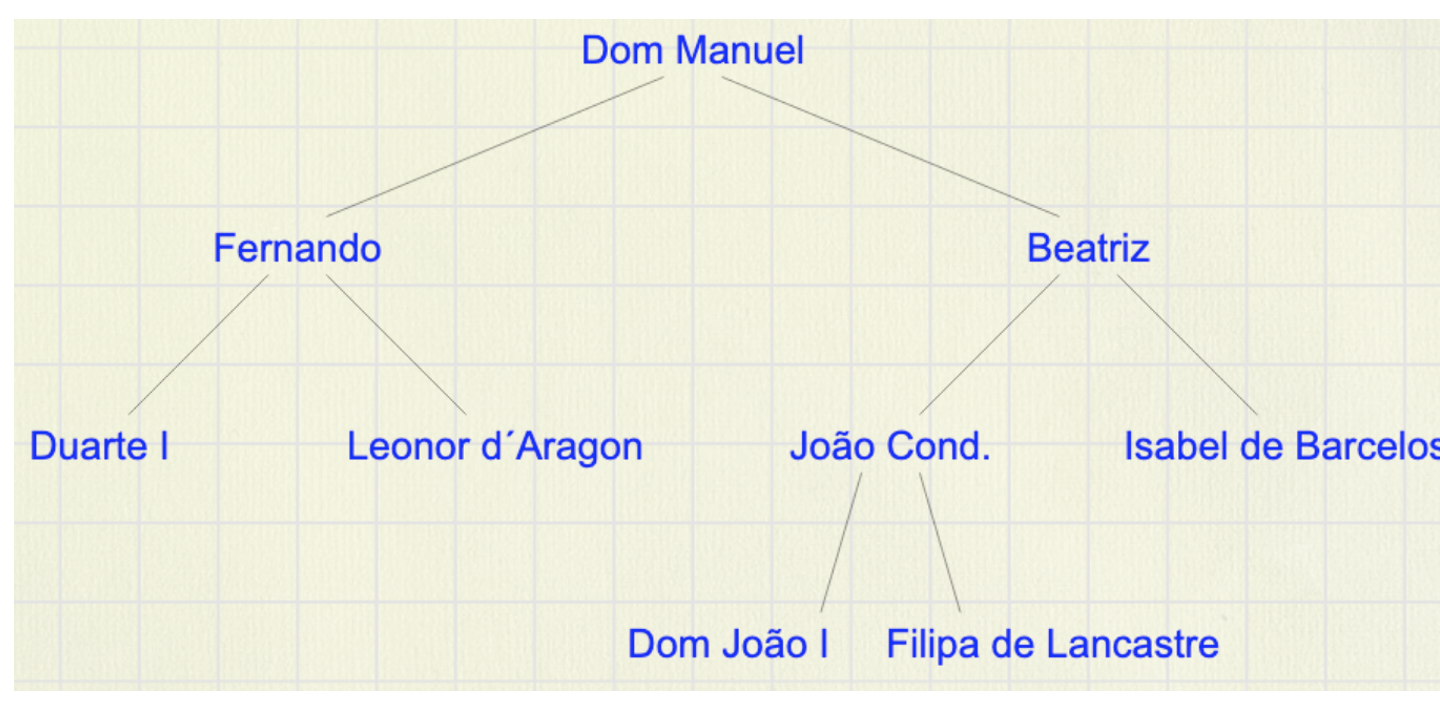 Dom Manuel
Fernando Beatriz
Duarte I Leonor d´Aragon João Cond. Isabel de Barcelos
Dom João I Filipa de Lancastre